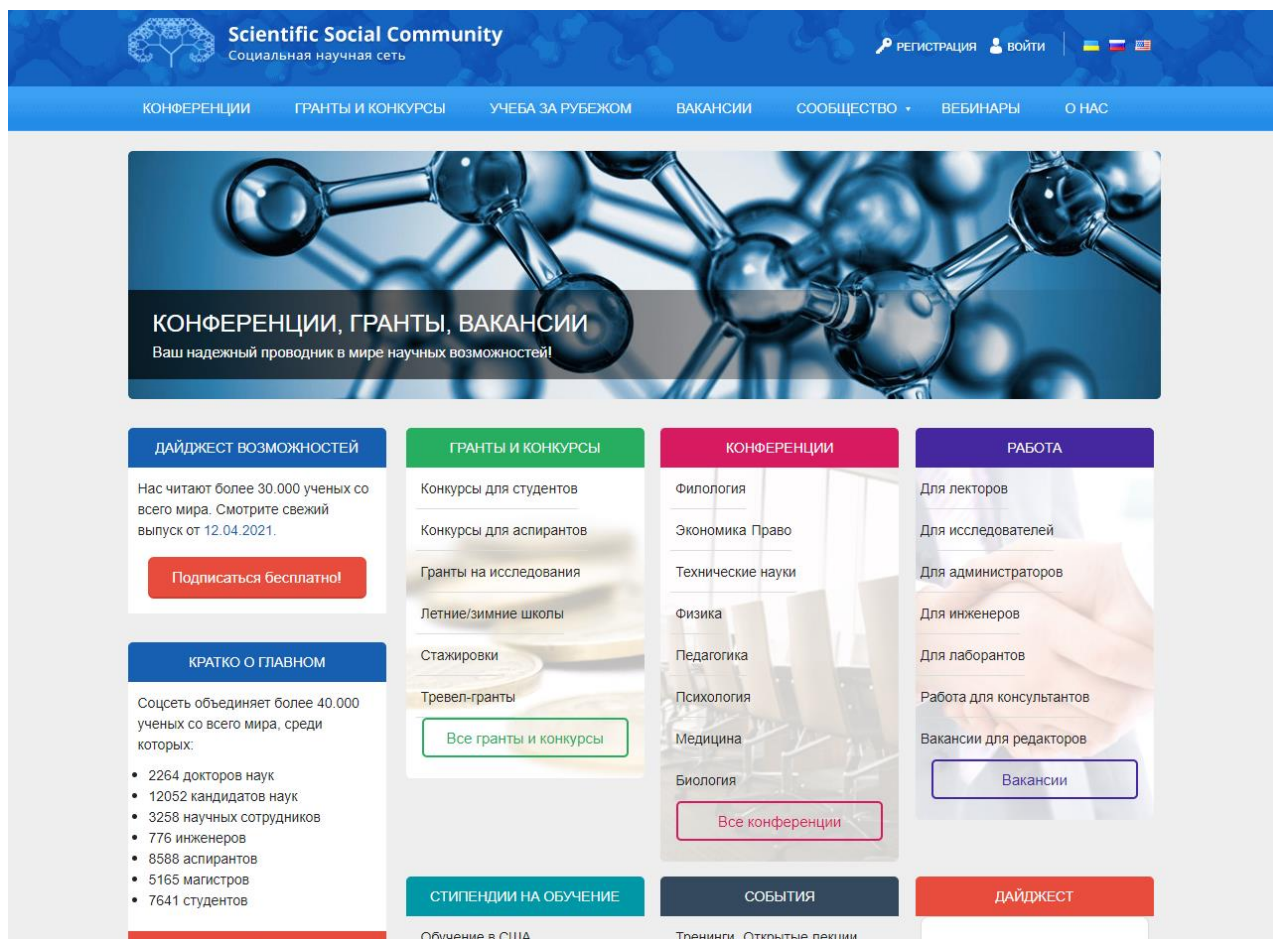 Scientific Social Community
Социальная научная сеть
РЕГИСТРАЦИЯ ВОЙТИ
КОНФЕРЕНЦИИ ГРАНТЫ И КОНКУРСЫ УЧЕБА ЗА РУБЕЖОМ ВАКАНСИИ СООБЩЕСТВО ВЕБИНАРЫ О НАС
КОНФЕРЕНЦИИ, ГРАНТЫ, ВАКАНСИИ
Ваш надежный проводник в мире научных возможностей!
ДАЙДЖЕСТ ВОЗМОЖНОСТЕЙ
Нас читают более 30.000 ученых со
всего мира. Смотрите свежий
выпуск от 12.04.2021.
Подписаться бесплатно!
КРАТКО О ГЛАВНОМ
Соцсеть объединяет более 40.000
ученых со всего мира, среди
которых:
2264 докторов наук
12052 кандидатов наук
3258 научных сотрудников
776 инженеров
8588 аспирантов
5165 магистров
7641 студентов
ГРАНТЫ И КОНКУРСЫ
Конкурсы для студентов
Конкурсы для аспирантов
Гранты на исследования
Летние/зимние школы
Стажировки
Тревел-гранты
Все гранты и конкурсы
КОНФЕРЕНЦИИ
Филология
Экономика Право
Технические науки
Физика
Педагогика
Психология
Медицина
Биология
Все конференции
РАБОТА
Для лекторов
Для исследователей
Для администраторов
Для инженеров
Для лаборантов
Работа для консультантов
Вакансии для редакторов
Вакансии
СТИПЕНДИИ НА ОБУЧЕНИЕ
Обучение в США
СОБЫТИЯ
Тренинги, Открытые лекции
ДАЙДЖЕСТ